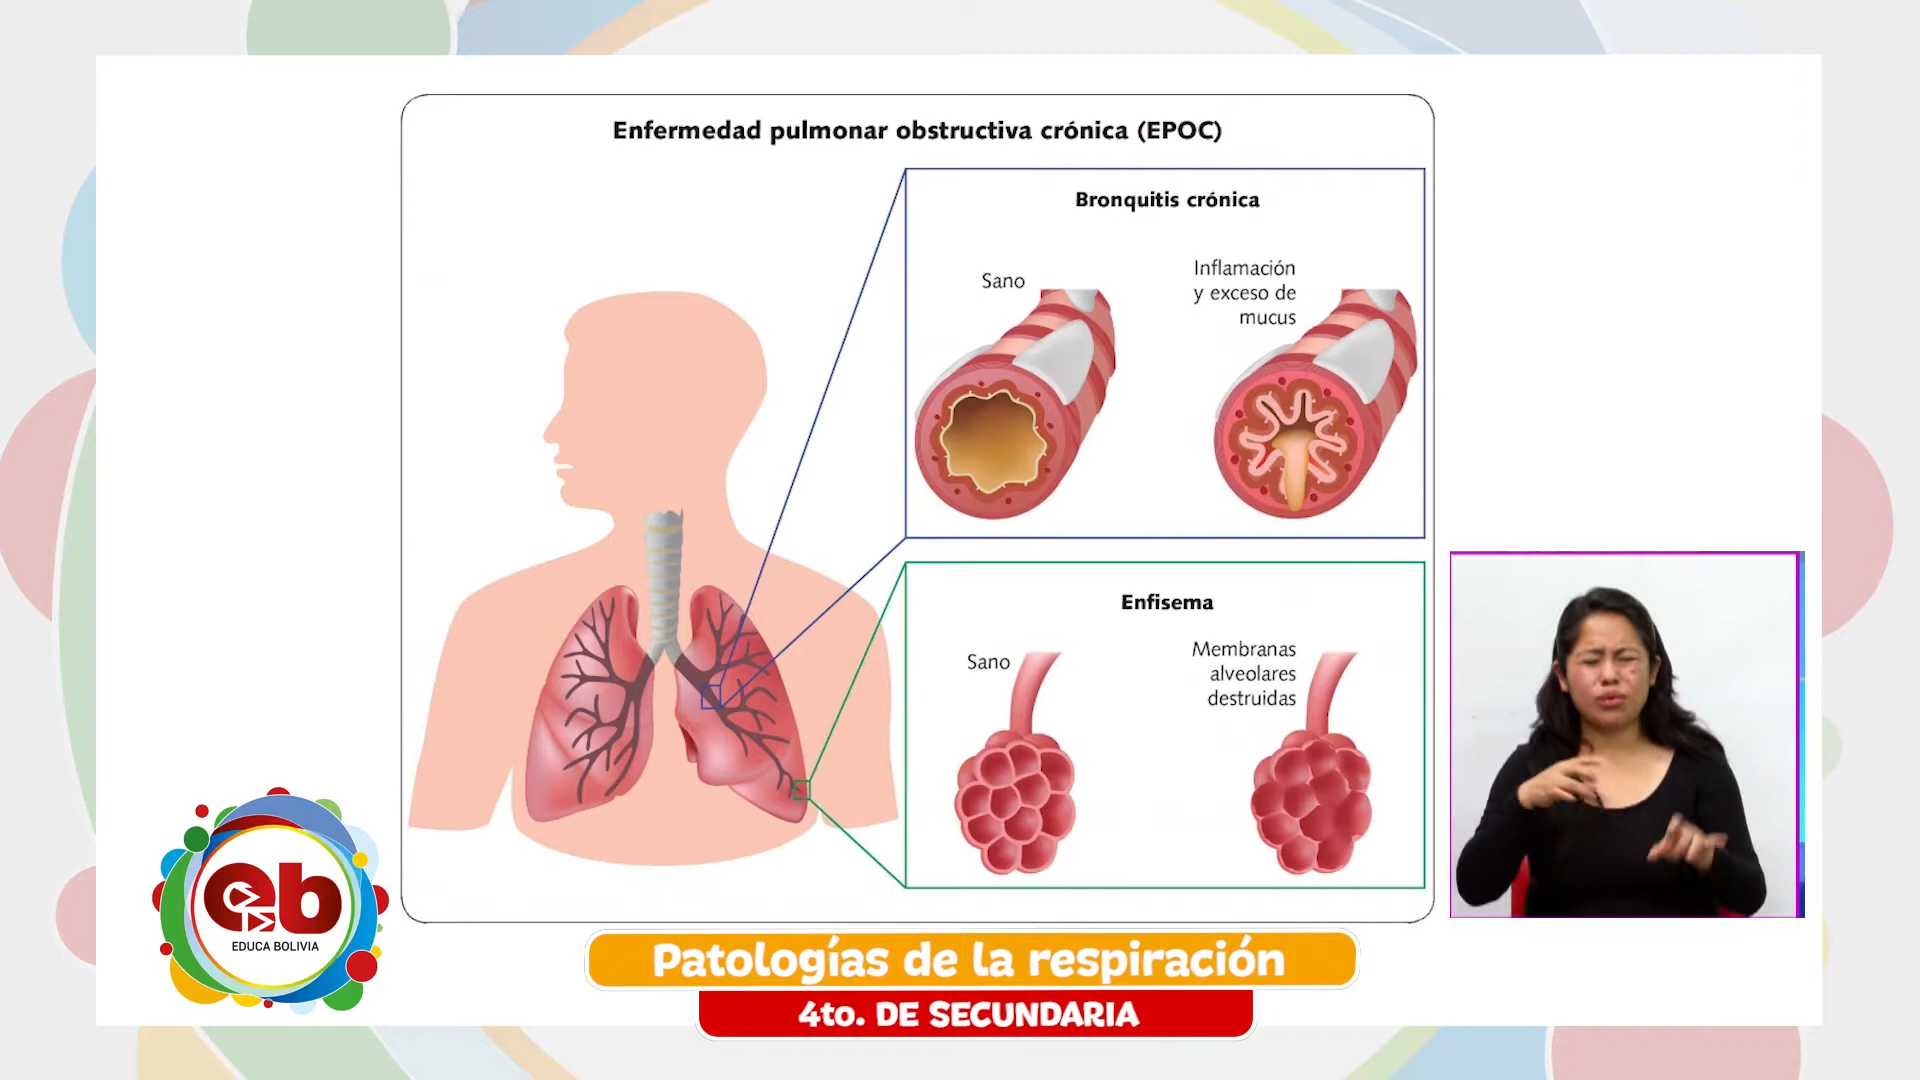 Enfermedad pulmonar obstructiva crónica (EPOC)
Bronquitis crónica
Sano
Inflamación
y exceso de
mucus
Enfisema
Sano
Membranas
alveolares
destruidas
eb
EDUCA BOLIVIA
Patologías de la respiración
4to. DE SECUNDARIA